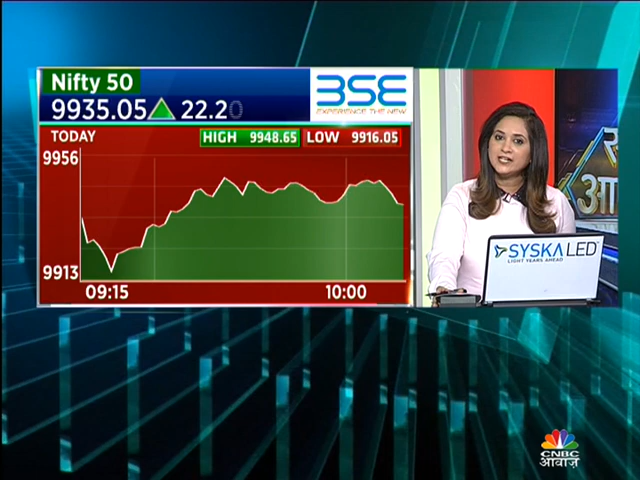 Nifty 50
9935.05 22.20
BSE
EXPERIENCE THE NEW
TODAY
HIGH 9948.65 LOW 9916.05
9956
9913
09:15 10:00
SYSKA LED
LIGHT YEARS AHEAD
CNBC
आवाज़